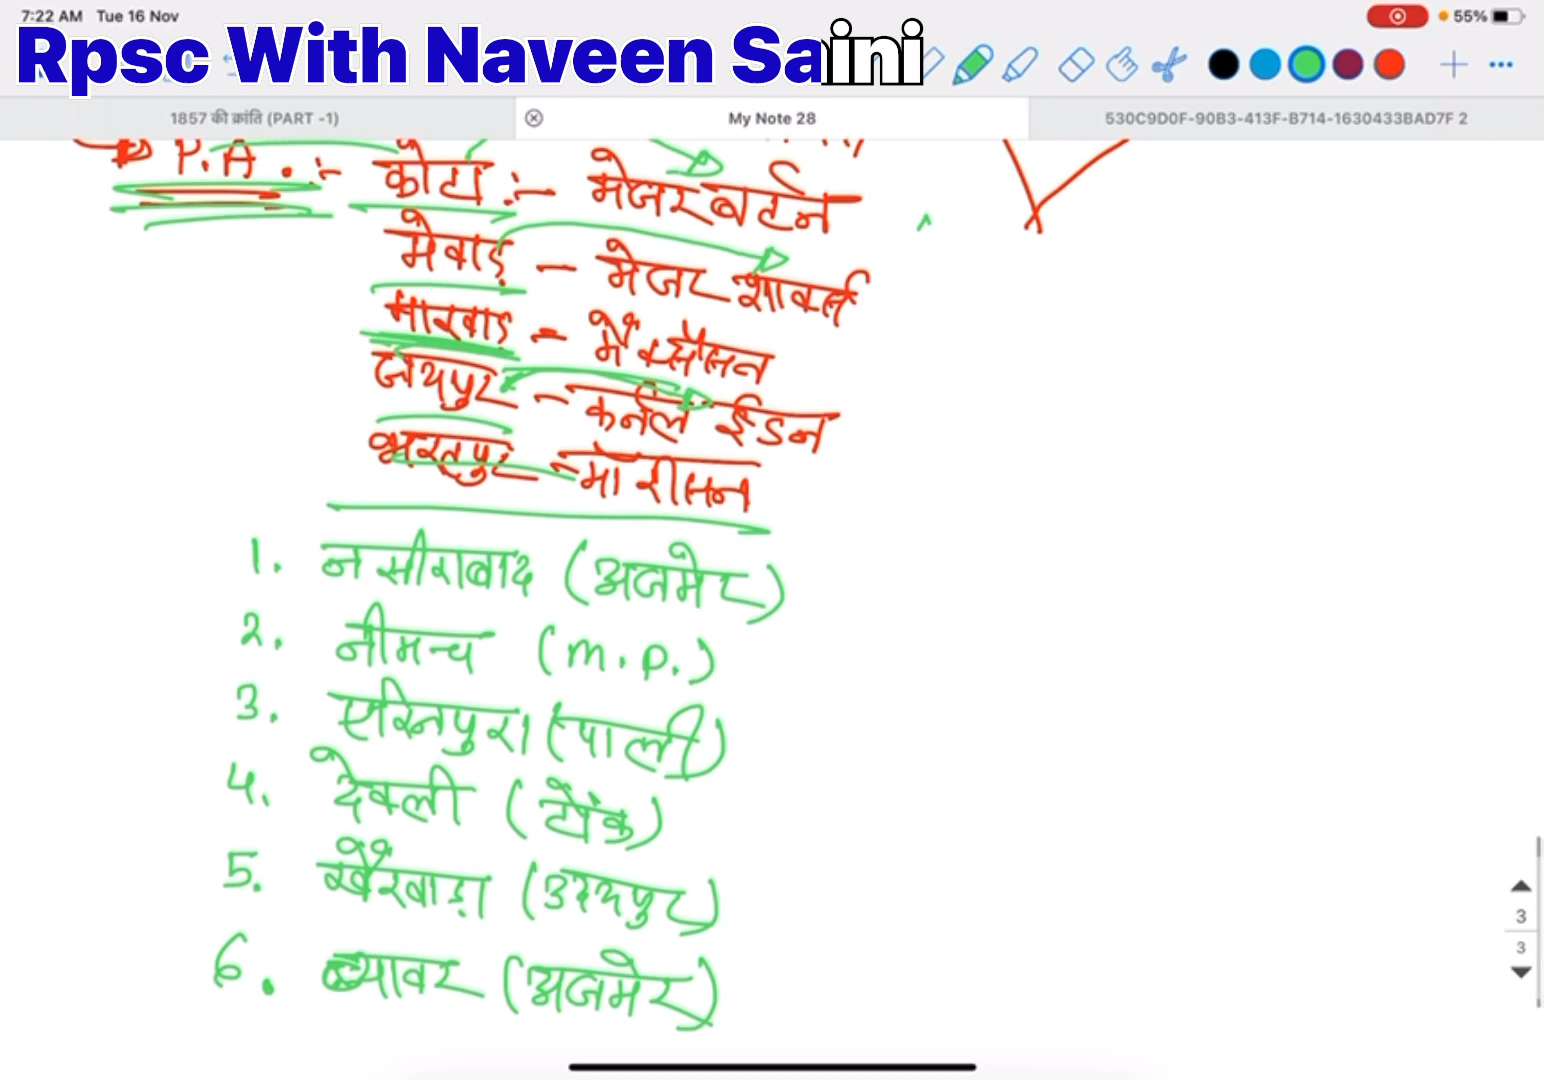 7:22 AM Tue 16 Nov
55%
Rpsc With Naveen Saini
1857 की क्रांति (PART -1)
My Note 28
530C9D0F-90B3-413F-B714-1630433BAD7F 2
P.A. :- कोटा :- मेजर बर्टन
मेवाड़ - मेजर शावर्स
मारवाड़ - मैक्मैसन
जयपुर - कर्नल ईडन
भरतपुर - मॉरीसन
1. नसीराबाद (अजमेर)
2. नीमच (m.p.)
3. एरिनपुरा (पाली)
4. देवली (टोंक)
5. खैरवाड़ा (उदयपुर)
6. ब्यावर (अजमेर)
3
3